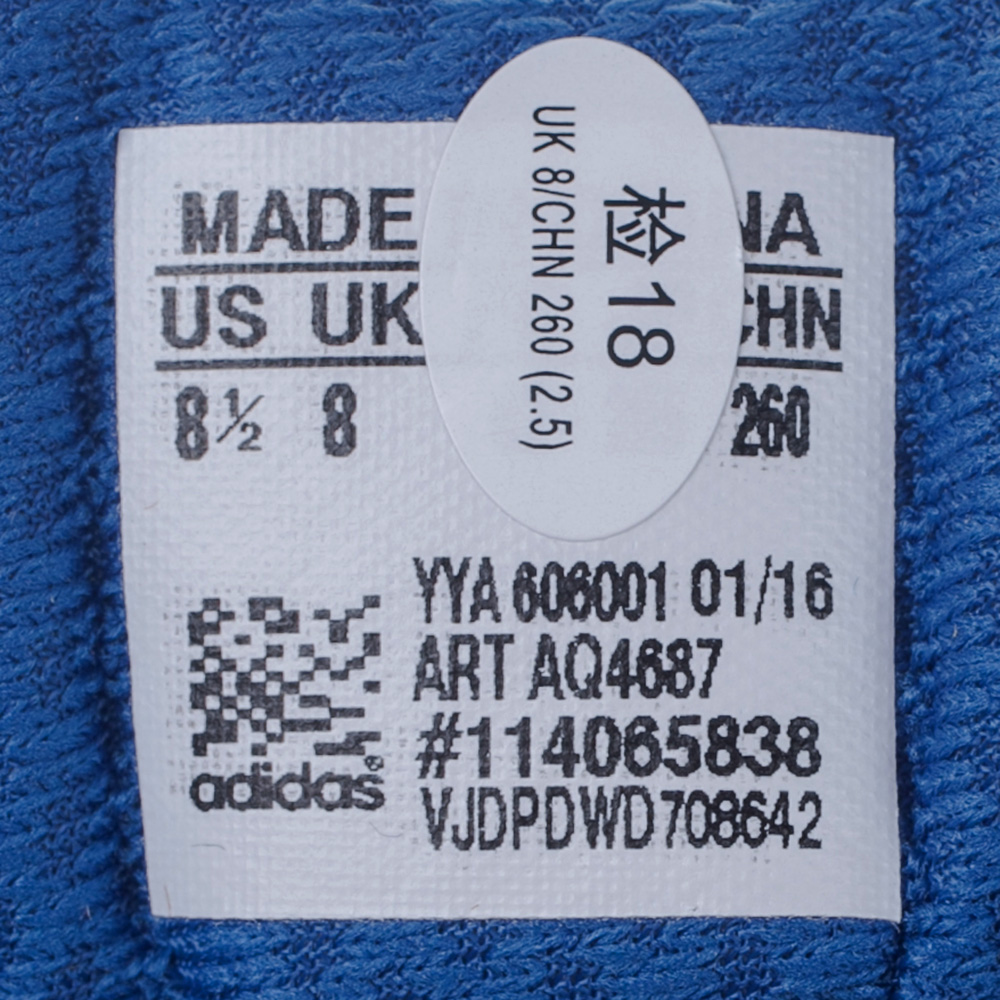 MADE NA
US UK CHN
8½ 8 260
UK 8/CHN 260 (2.5)
检 18
YYA 606001 01/16
ART AQ4687
#114065838
VJDPDWD708642
adidas®